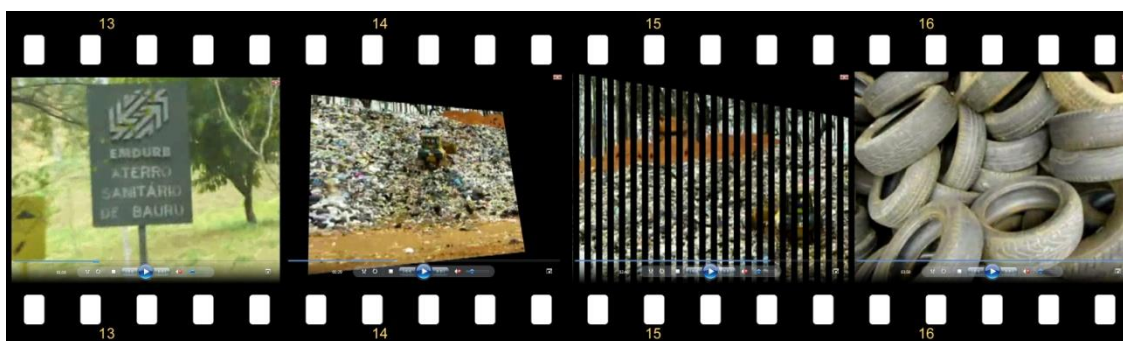 13 14 15 16
EMDURB
ATERRO
SANITÁRIO
DE BAURU
13 14 15 16